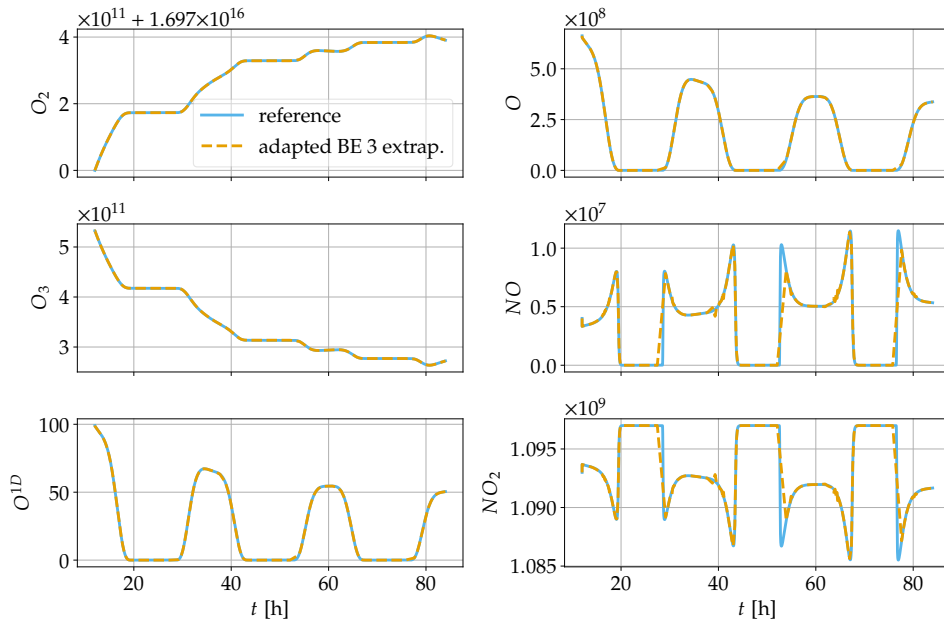 ×10¹¹ + 1.697×10¹⁶
4
2
0
O₂
reference
adapted BE 3 extrap.
×10⁸
5.0
2.5
0.0
O
×10¹¹
5
4
3
O₃
×10⁷
1.0
0.5
0.0
NO
100
50
0
O¹ᴰ
20 40 60 80
t [h]
×10⁹
1.095
1.090
1.085
NO₂
20 40 60 80
t [h]